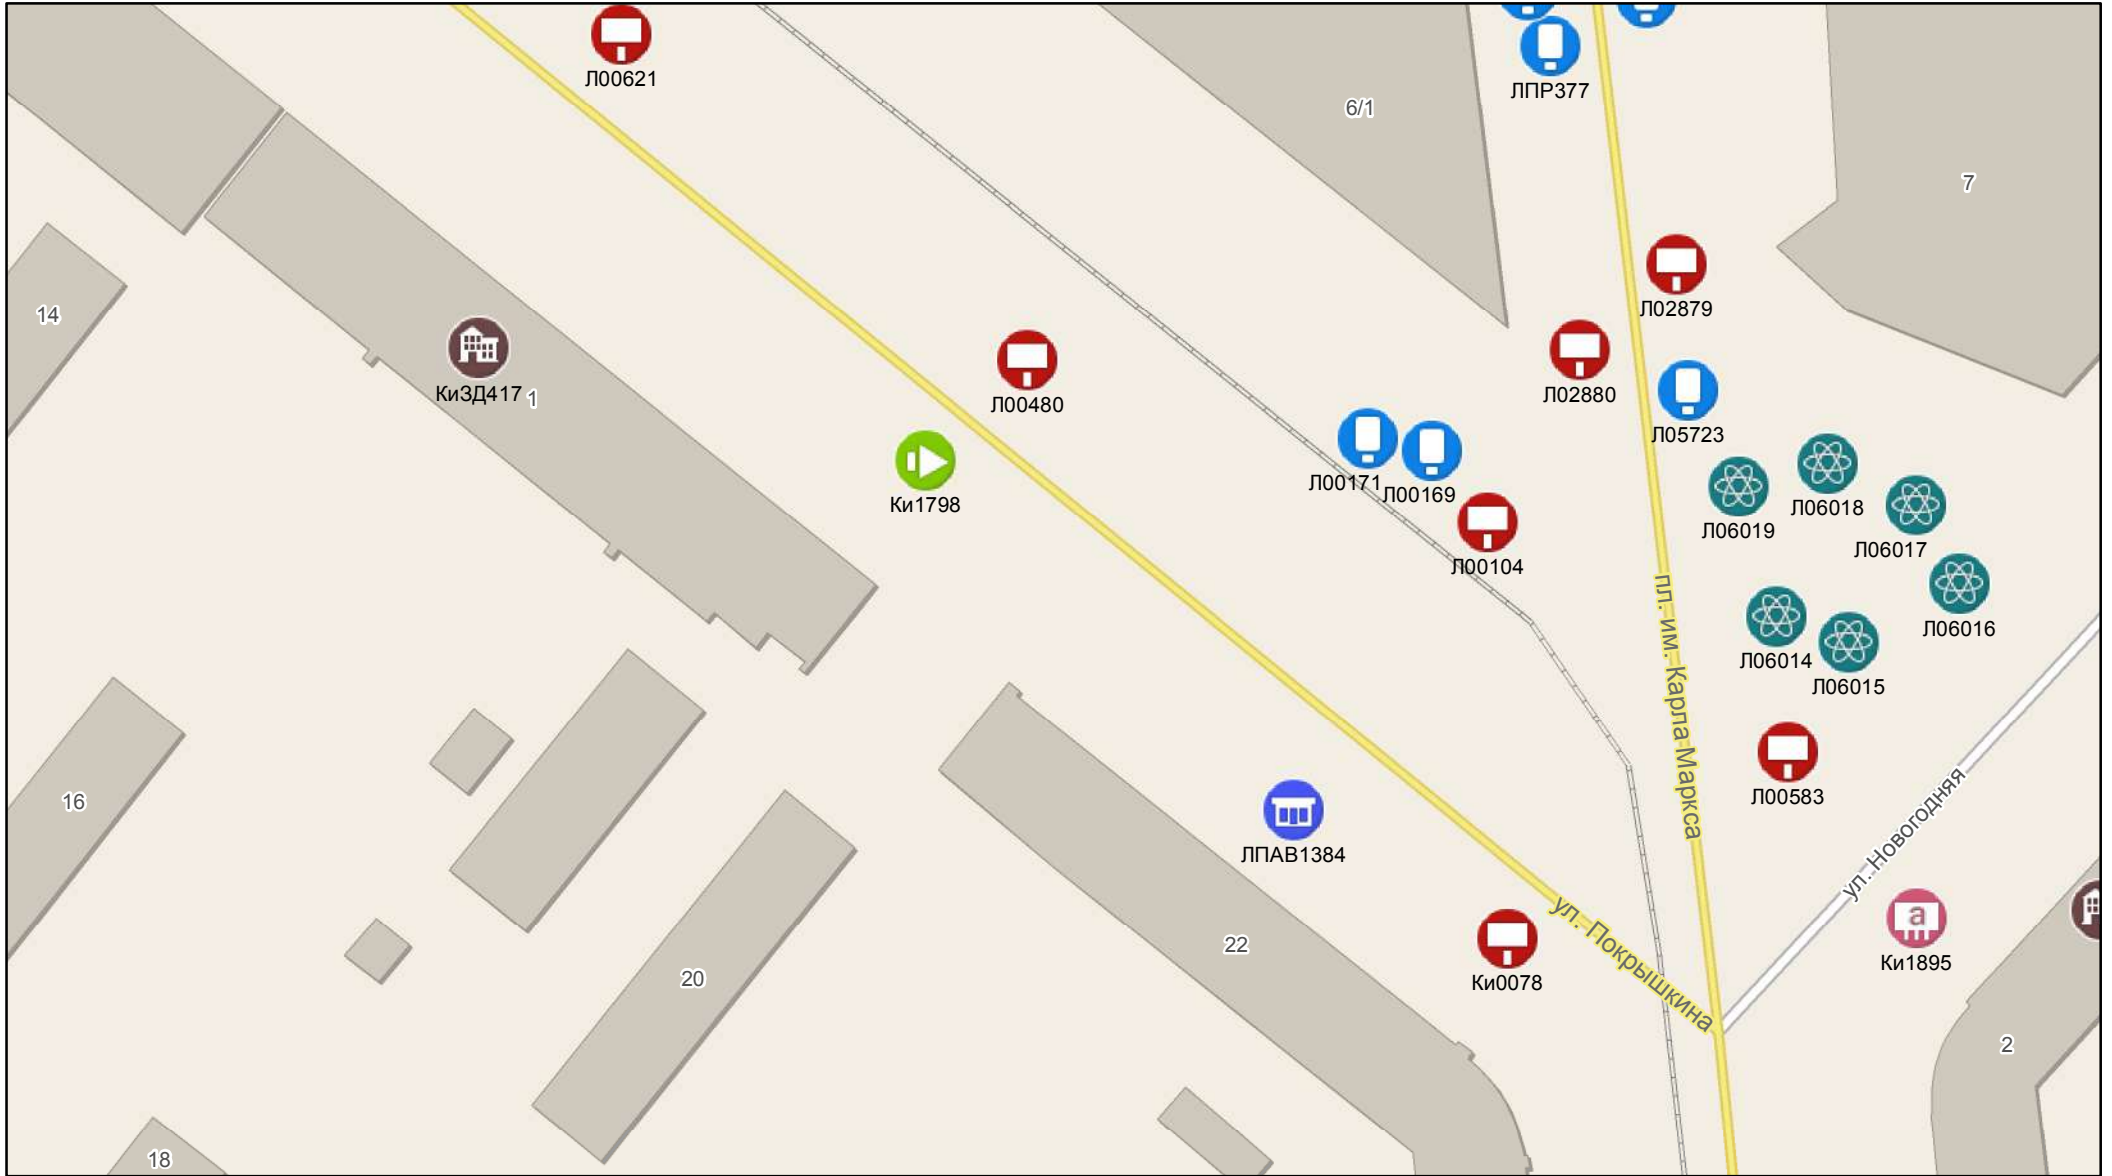 Л00621
ЛПР377
6/1
7
Л02879
14
Л02880
КиЗД417
1
Л00480
Л05723
Л00171
Л00169
Ки1798
Л06018
Л06019
Л06017
Л00104
Л06016
Л06014
Л06015
пл. им. Карла Маркса
16
Л00583
ЛПАВ1384
ул. Новогодняя
ул. Покрышкина
22
a
Ки1895
20
Ки0078
2
18